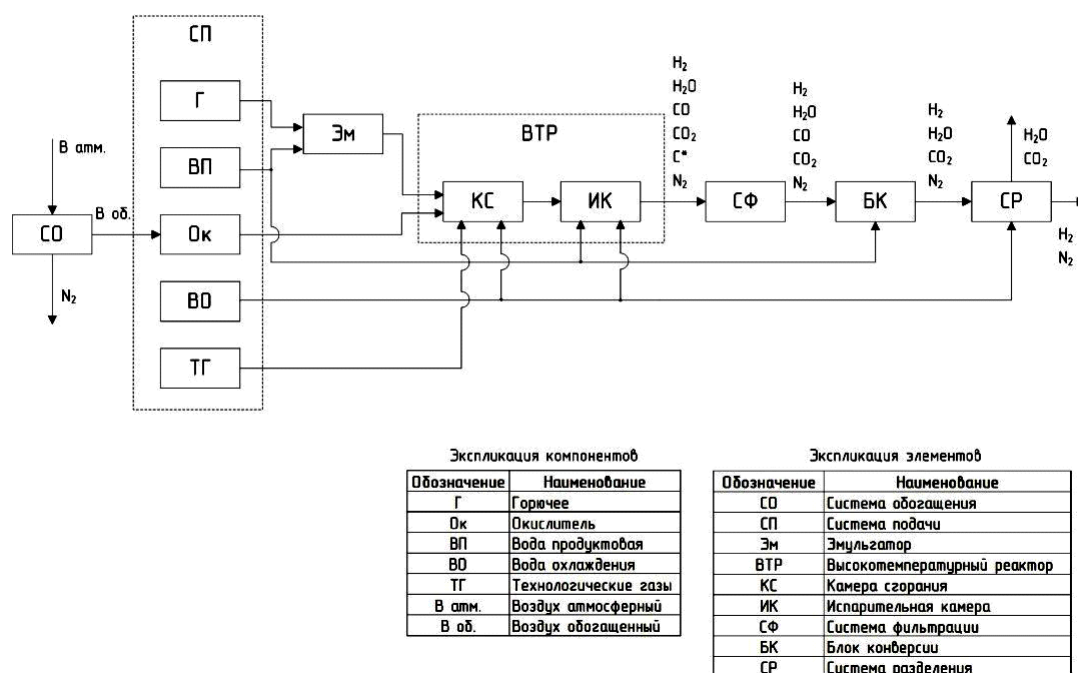 СП
Г
ВП
Ок
ВО
ТГ
В атм.
В об.
СО
N₂
Эм
ВТР
КС
ИК
H₂
H₂O
CO
CO₂
C*
N₂
СФ
H₂
H₂O
CO
CO₂
N₂
БК
H₂
H₂O
CO₂
N₂
СР
H₂O
CO₂
H₂
N₂
Экспликация компонентов
Обозначение Наименование
Г Горючее
Ок Окислитель
ВП Вода продуктовая
ВО Вода охлаждения
ТГ Технологические газы
В атм. Воздух атмосферный
В об. Воздух обогащенный
Экспликация элементов
Обозначение Наименование
СО Система обогащения
СП Система подачи
Эм Эмульгатор
ВТР Высокотемпературный реактор
КС Камера сгорания
ИК Испарительная камера
СФ Система фильтрации
БК Блок конверсии
СР Система разделения